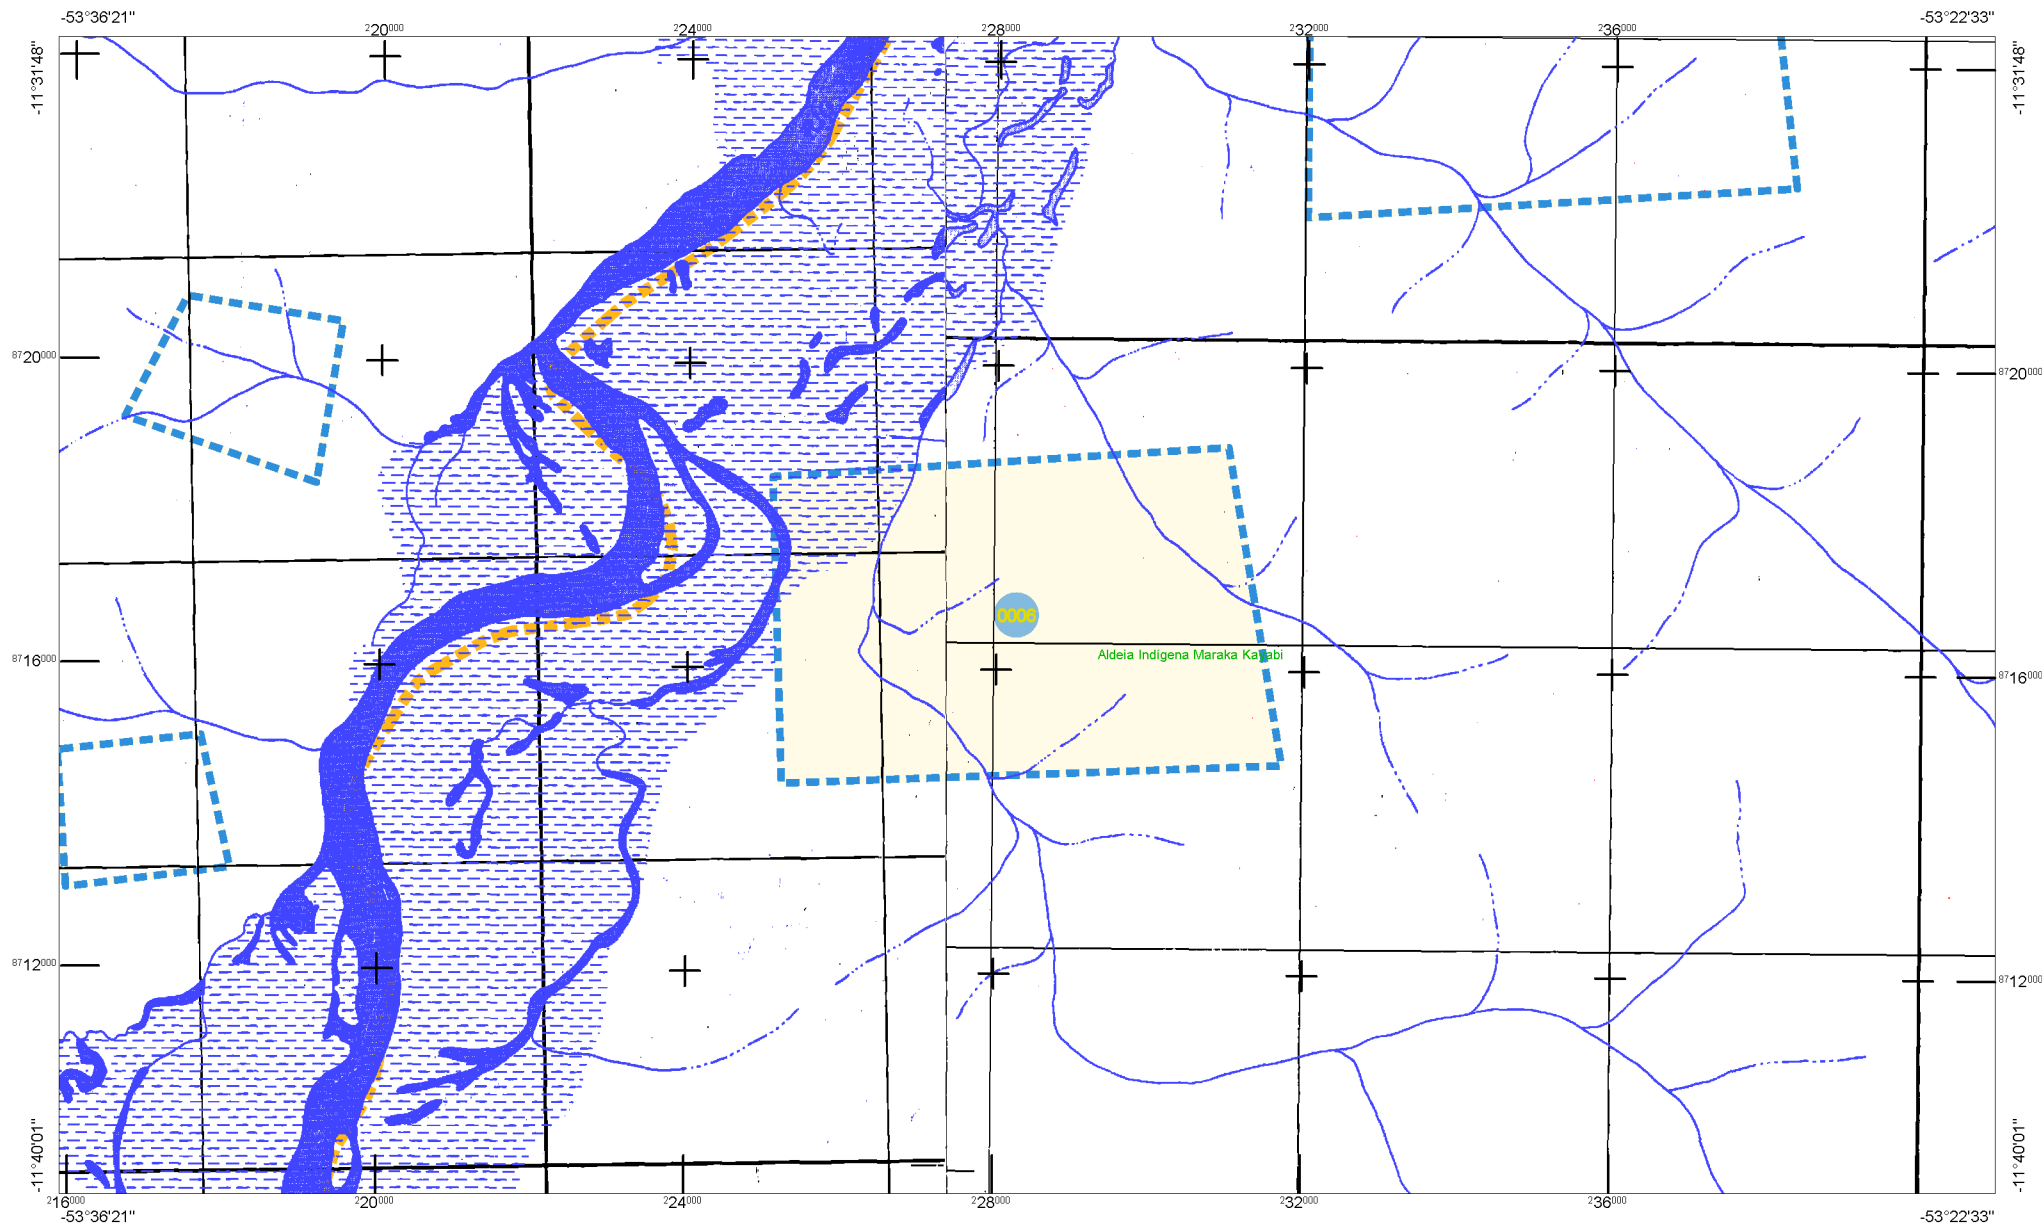 -53°36'21" -53°22'33"
220000 224000 228000 232000 236000
-11°31'48" -11°31'48"
8720000 8720000
0006
Aldeia Indígena Maraka Kayabi
8716000 8716000
8712000 8712000
-11°40'01" -11°40'01"
216000 220000 224000 228000 232000 236000
-53°36'21" -53°22'33"